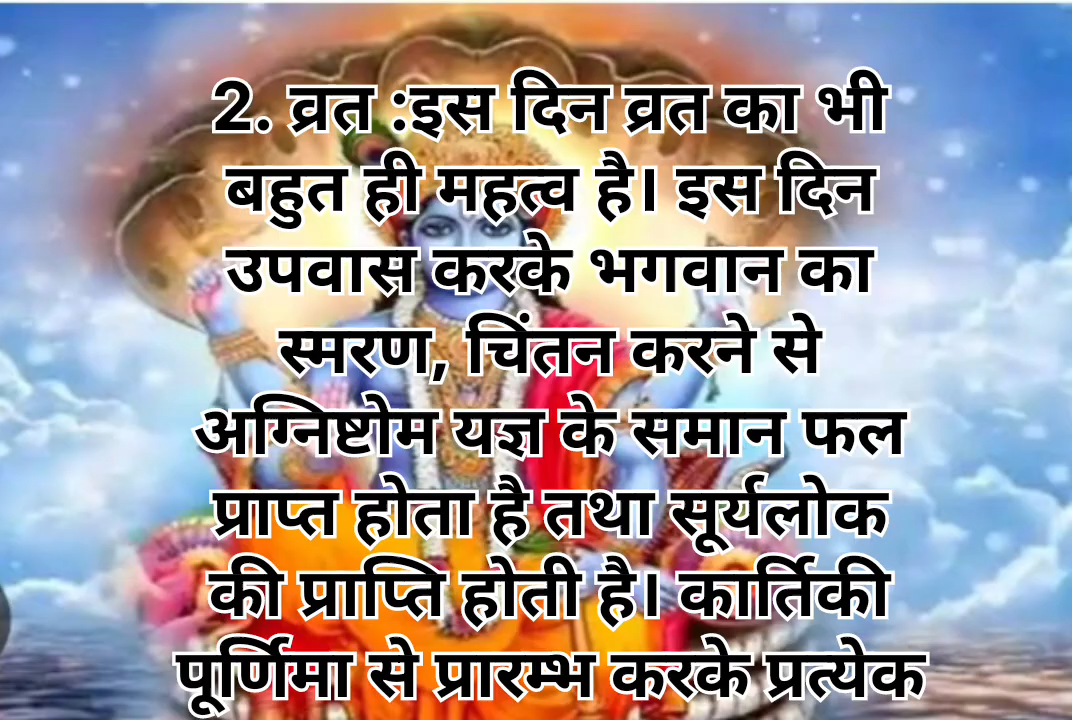 2. व्रत :इस दिन व्रत का भी
बहुत ही महत्व है। इस दिन
उपवास करके भगवान का
स्मरण, चिंतन करने से
अग्निष्टोम यज्ञ के समान फल
प्राप्त होता है तथा सूर्यलोक
की प्राप्ति होती है। कार्तिकी
पूर्णिमा से प्रारम्भ करके प्रत्येक